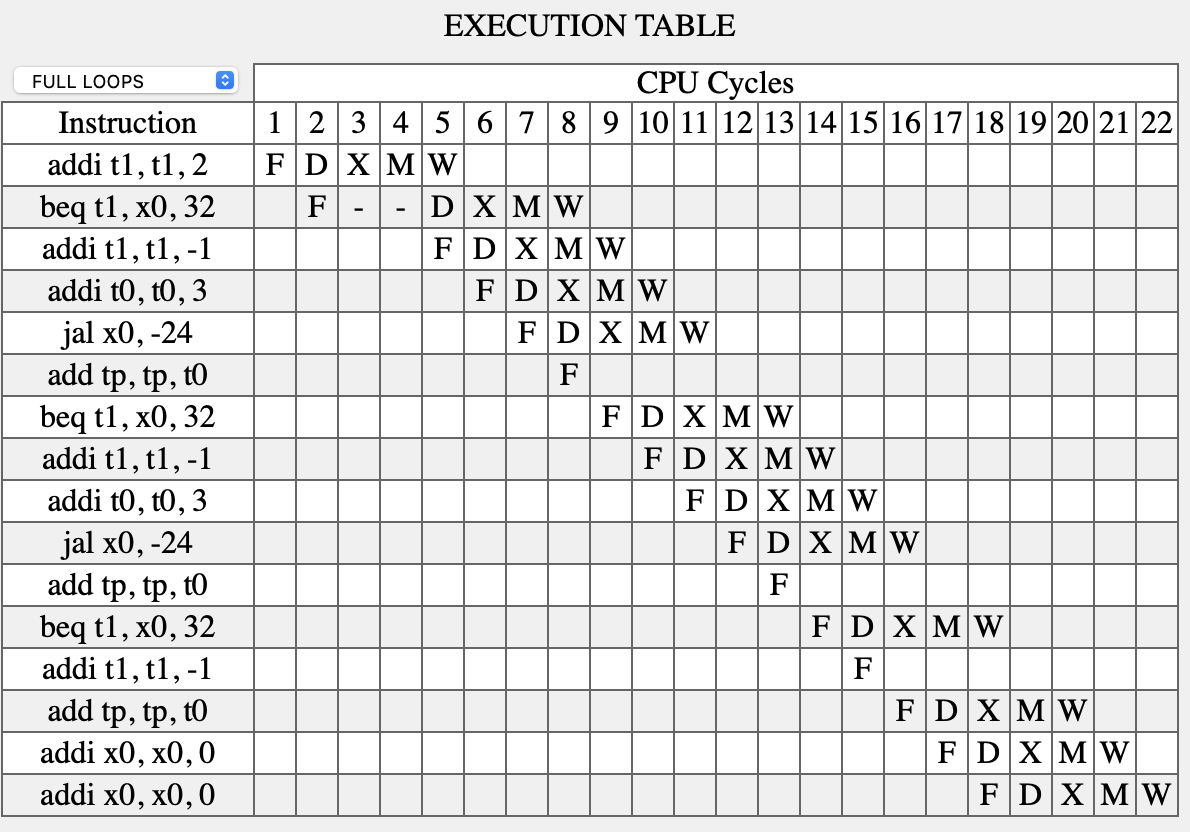 EXECUTION TABLE
FULL LOOPS
CPU Cycles
Instruction 1 2 3 4 5 6 7 8 9 10 11 12 13 14 15 16 17 18 19 20 21 22
addi t1, t1, 2 F D X M W
beq t1, x0, 32 F - - D X M W
addi t1, t1, -1 F D X M W
addi t0, t0, 3 F D X M W
jal x0, -24 F D X M W
add tp, tp, t0 F
beq t1, x0, 32 F D X M W
addi t1, t1, -1 F D X M W
addi t0, t0, 3 F D X M W
jal x0, -24 F D X M W
add tp, tp, t0 F
beq t1, x0, 32 F D X M W
addi t1, t1, -1 F
add tp, tp, t0 F D X M W
addi x0, x0, 0 F D X M W
addi x0, x0, 0 F D X M W